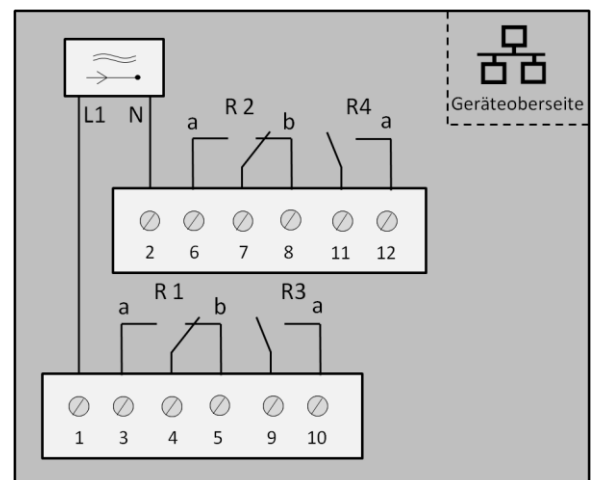 Geräteoberseite
L1 N
R 2 R4
a b a
2 6 7 8 11 12
R 1 R3
a b a
1 3 4 5 9 10